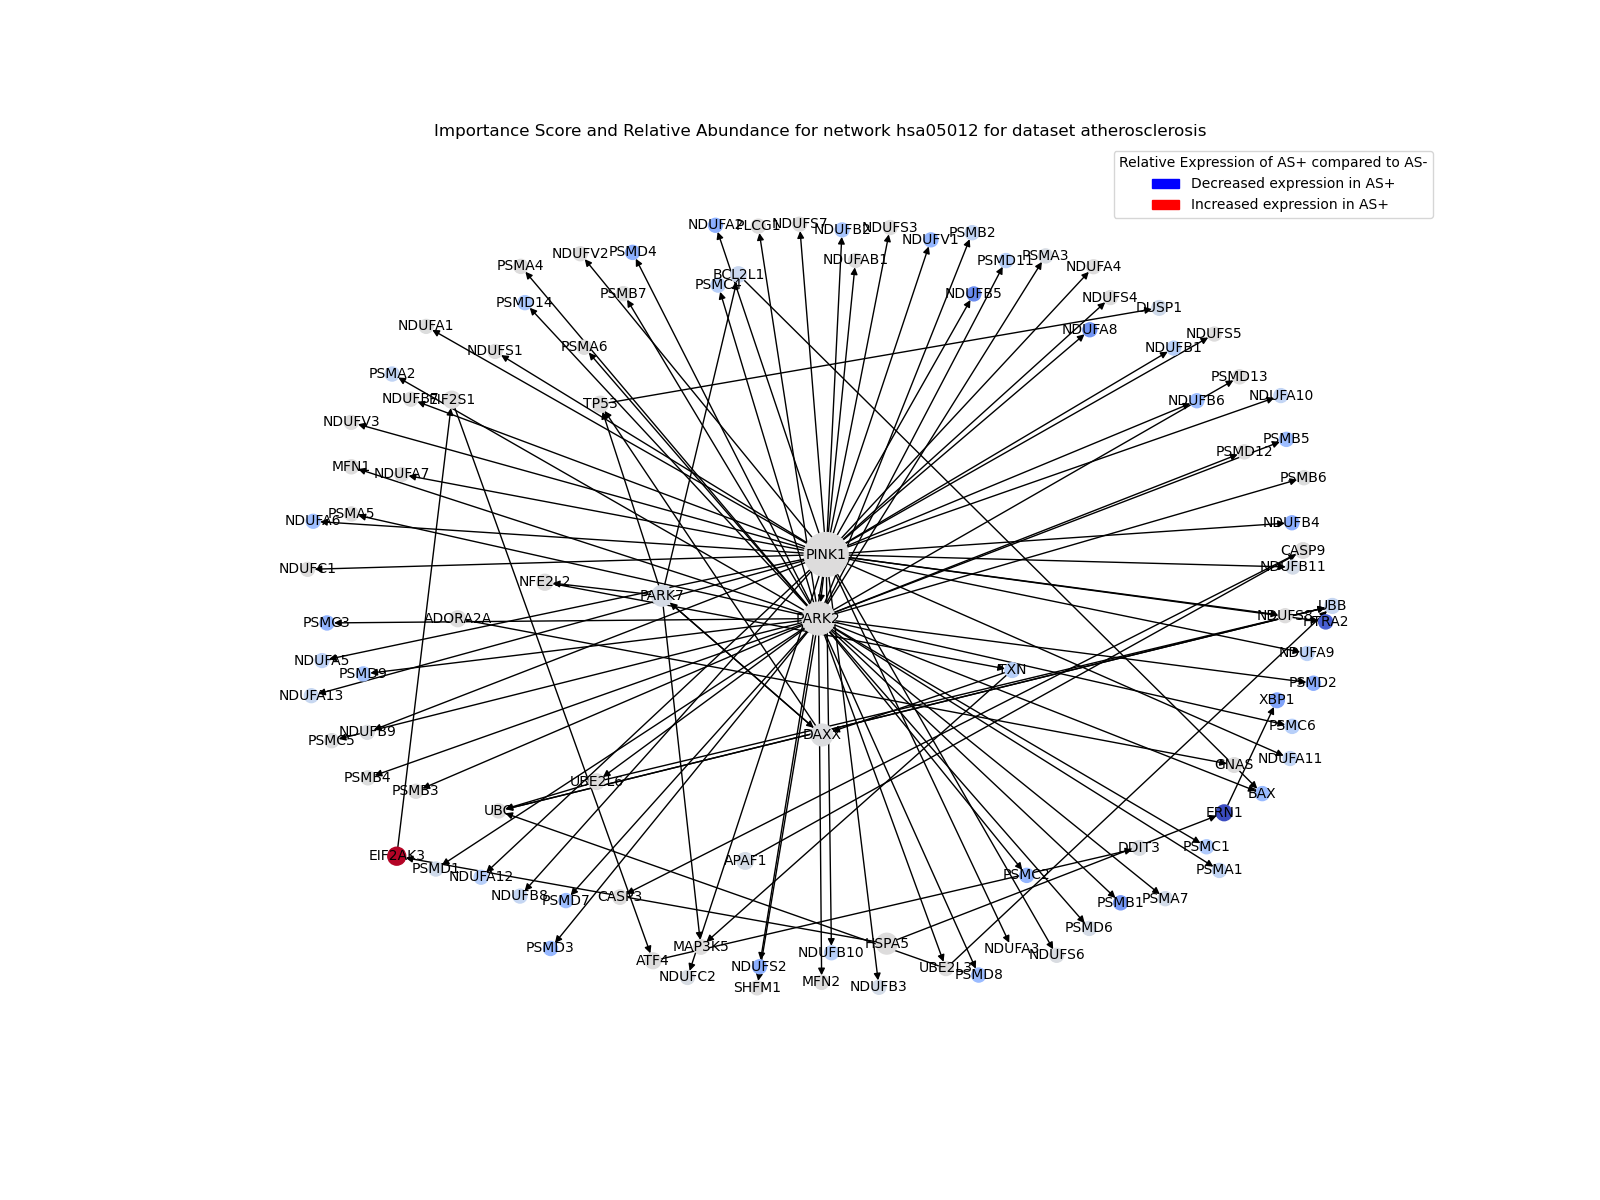 Importance Score and Relative Abundance for network hsa05012 for dataset atherosclerosis
Relative Expression of AS+ compared to AS-
Decreased expression in AS+
Increased expression in AS+
NDUFA2
PLCG1
NDUFS7
NDUFB2
NDUFS3
NDUFV1
PSMB2
NDUFV2
PSMD4
NDUFAB1
PSMD11
PSMA3
PSMA4
BCL2L1
NDUFA4
PSMC4
PSMB7
NDUFB5
NDUFS4
PSMD14
DUSP1
NDUFA1
NDUFA8
NDUFS5
NDUFS1
PSMA6
NDUFB1
PSMA2
PSMD13
NDUFB7
EIF2S1
TP53
NDUFB6
NDUFA10
NDUFV3
PSMB5
MFN1
NDUFA7
PSMD12
PSMB6
NDUFA6
PSMA5
NDUFB4
PINK1
CASP9
NDUFC1
NDUFB11
NFE2L2
PARK7
UBB
ADORA2A
PARK2
NDUFS8
HTRA2
PSMC3
NDUFA5
PSMD9
TXN
NDUFA9
PSMD2
NDUFA13
XBP1
PSMC6
PSMC5
NDUFB9
DAXX
NDUFA11
GNAS
PSMB4
PSMB3
UBE2L6
BAX
UBC
ERN1
EIF2AK3
APAF1
DDIT3
PSMC1
PSMD1
NDUFA12
PSMC2
PSMA1
NDUFB8
PSMD7
CASP3
PSMB1
PSMA7
PSMD6
PSMD3
MAP3K5
HSPA5
NDUFA3
NDUFS6
ATF4
NDUFB10
NDUFC2
NDUFS2
UBE2L3
PSMD8
SHFM1
MFN2
NDUFB3